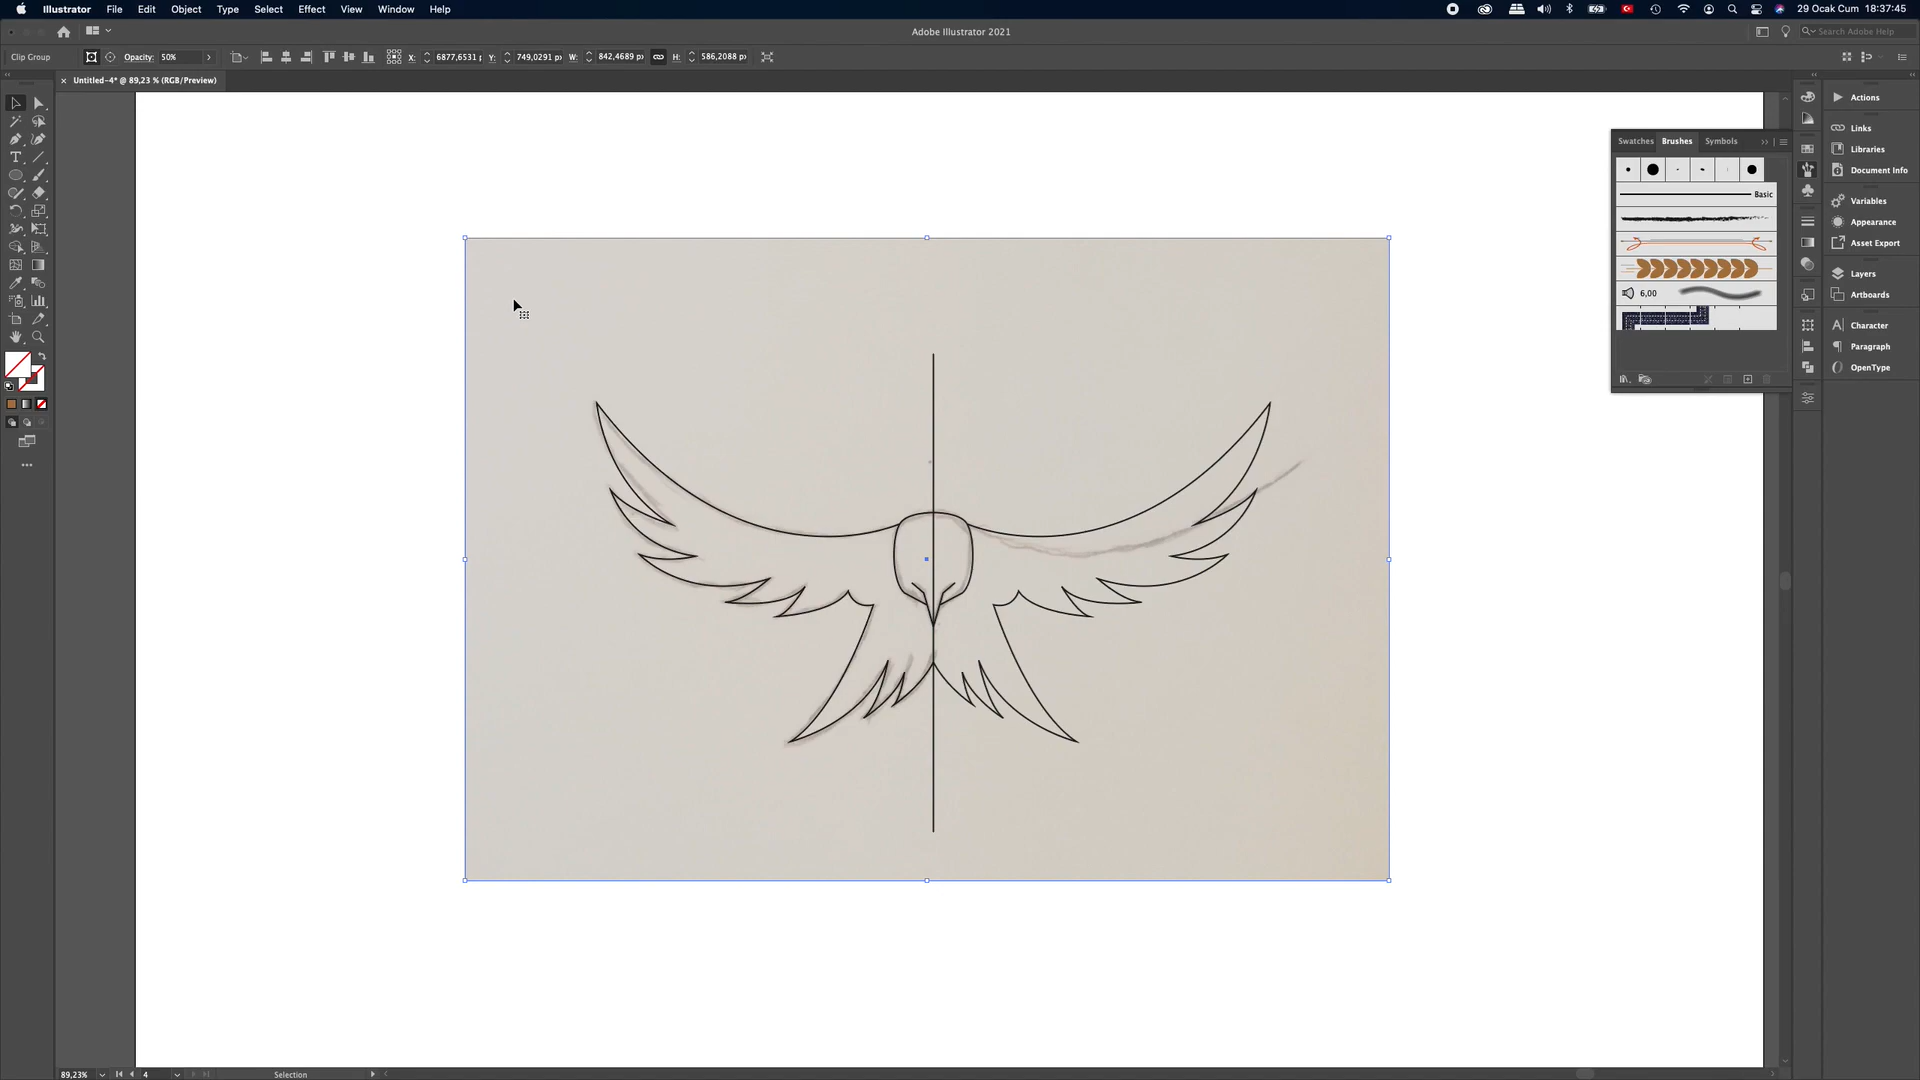 Illustrator File Edit Object Type Select Effect View Window Help
29 Ocak Cum 18:37:45
Adobe Illustrator 2021
Search Adobe Help
Clip Group
Opacity: 50%
X: 6877,6531 p
Y: 749,0291 px
W: 842,4689 px
H: 586,2088 px
Untitled-4* @ 89,23 % (RGB/Preview)
Swatches Brushes Symbols
Basic
6,00
Actions
Links
Libraries
Document Info
Variables
Appearance
Asset Export
Layers
Artboards
Character
Paragraph
OpenType
89,23%
4
Selection